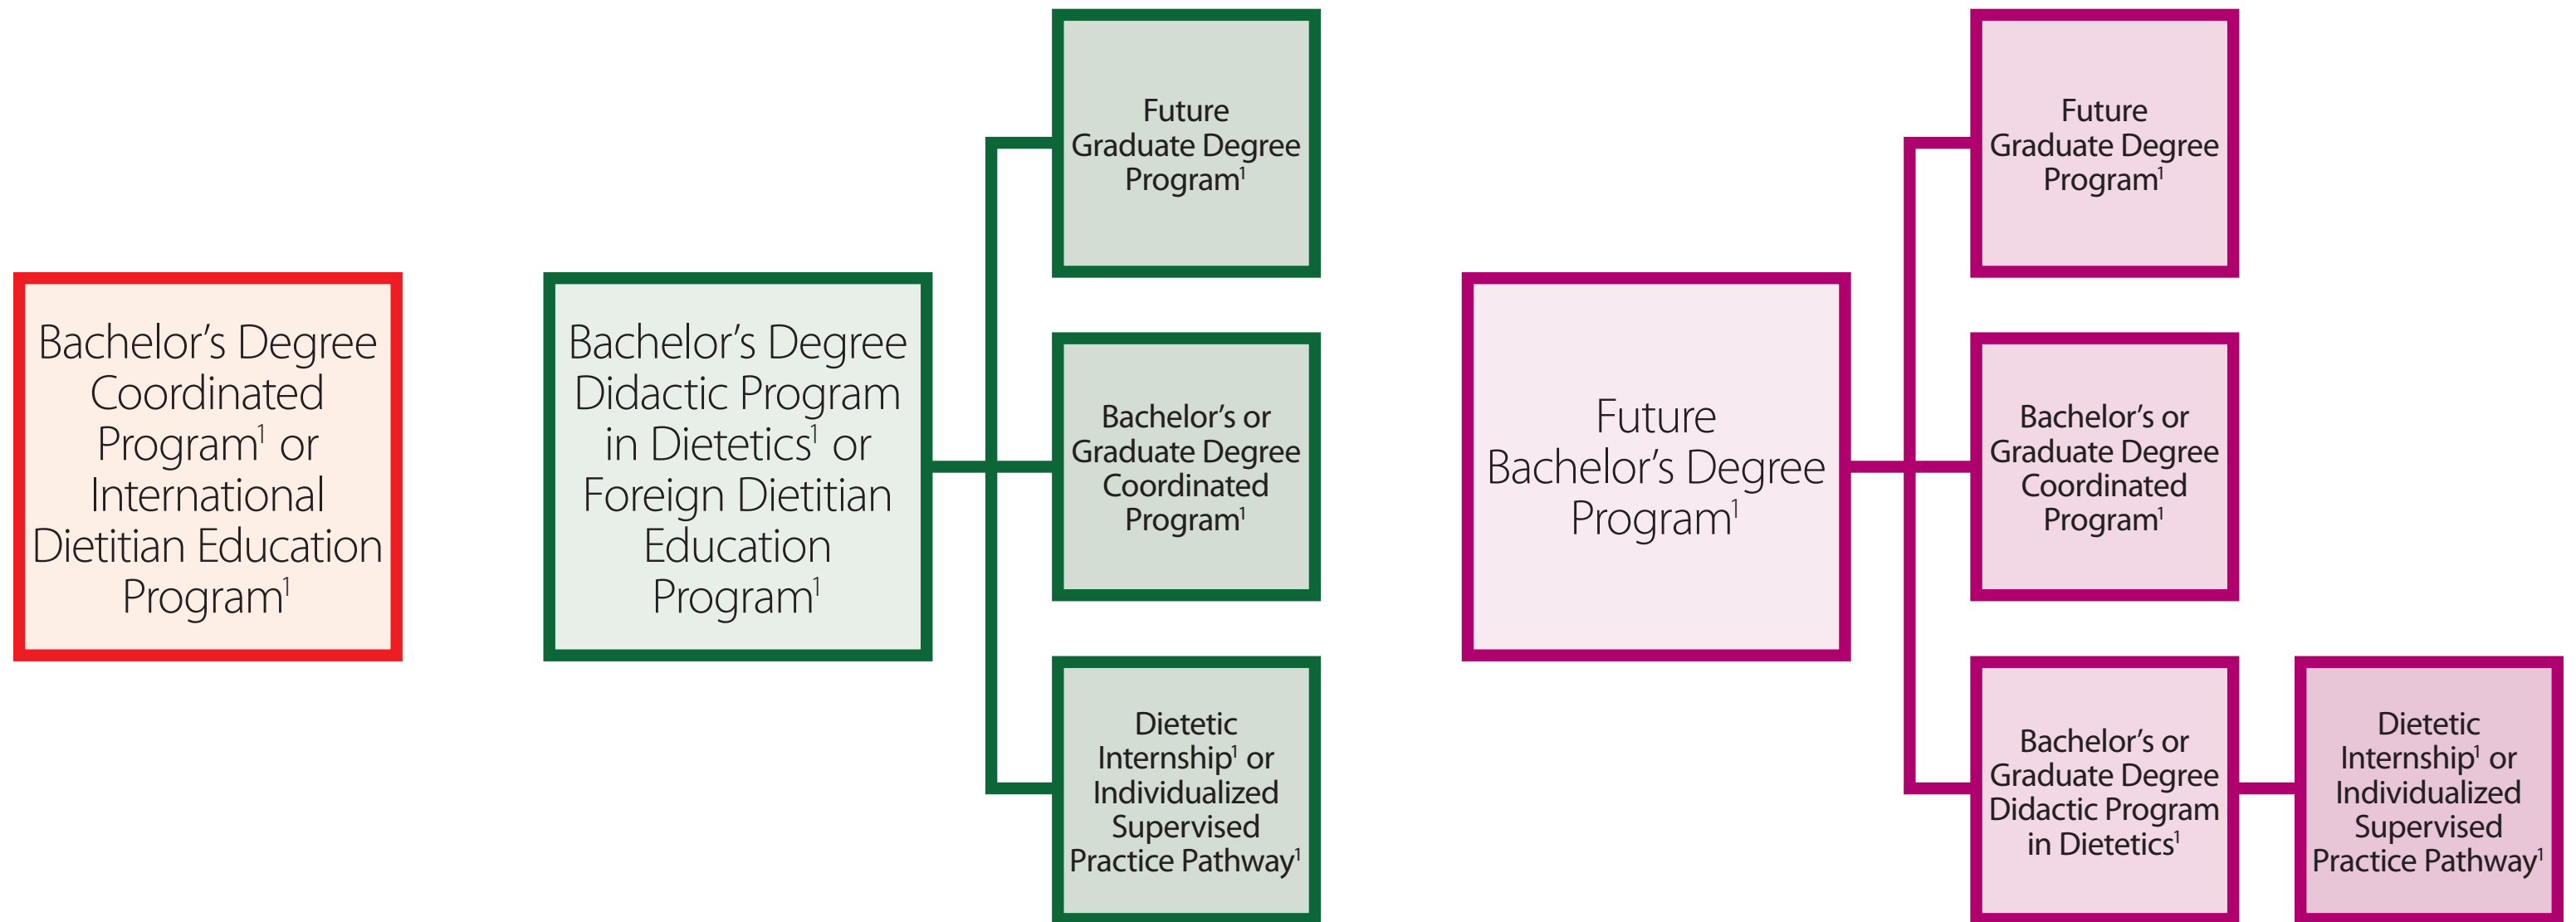 Bachelor’s Degree
Coordinated
Program¹ or
International
Dietitian Education
Program¹
Bachelor’s Degree
Didactic Program
in Dietetics¹ or
Foreign Dietitian
Education
Program¹
Future
Graduate Degree
Program¹
Bachelor’s or
Graduate Degree
Coordinated
Program¹
Dietetic
Internship¹ or
Individualized
Supervised
Practice Pathway¹
Future
Bachelor’s Degree
Program¹
Future
Graduate Degree
Program¹
Bachelor’s or
Graduate Degree
Coordinated
Program¹
Bachelor’s or
Graduate Degree
Didactic Program
in Dietetics¹
Dietetic
Internship¹ or
Individualized
Supervised
Practice Pathway¹